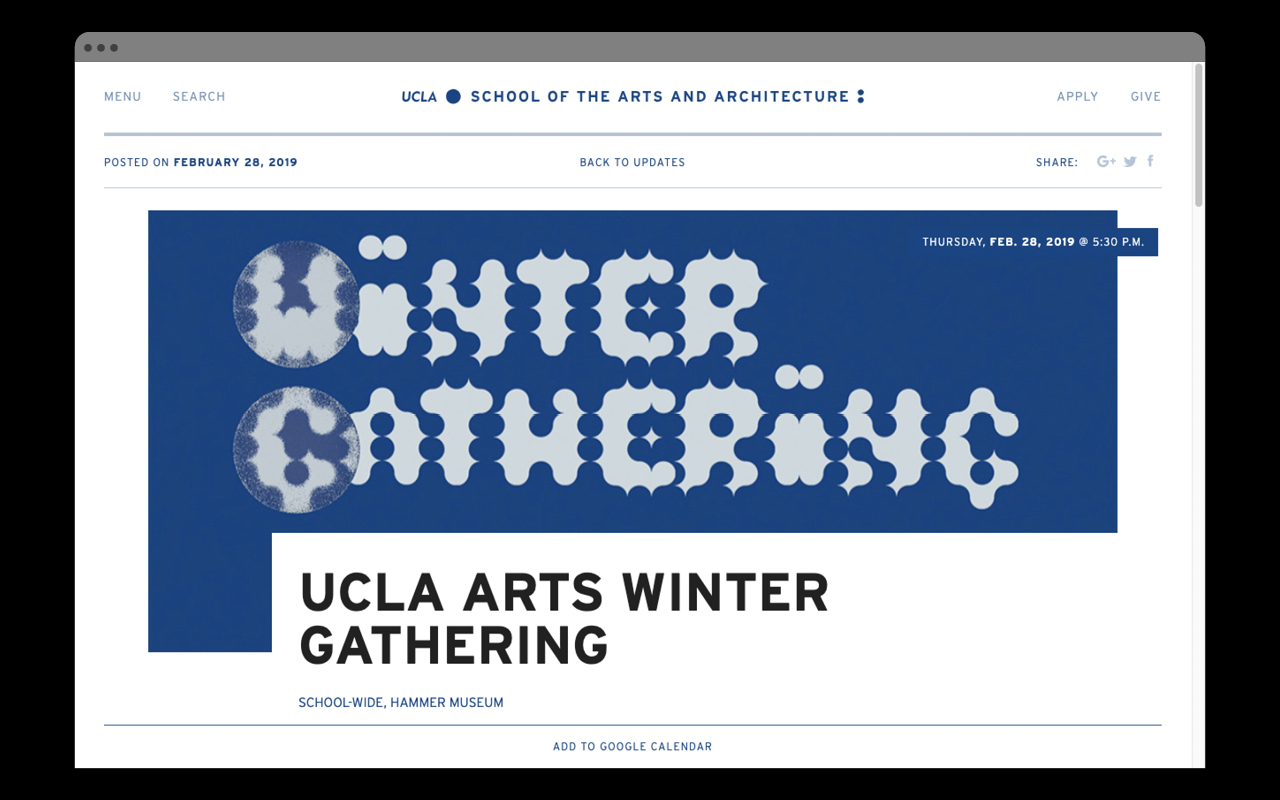 MENU SEARCH UCLA SCHOOL OF THE ARTS AND ARCHITECTURE APPLY GIVE
POSTED ON FEBRUARY 28, 2019 BACK TO UPDATES SHARE: G+ f
THURSDAY, FEB. 28, 2019 @ 5:30 P.M.
WïNTER
GATHERïNG
UCLA ARTS WINTER
GATHERING
SCHOOL-WIDE, HAMMER MUSEUM
ADD TO GOOGLE CALENDAR